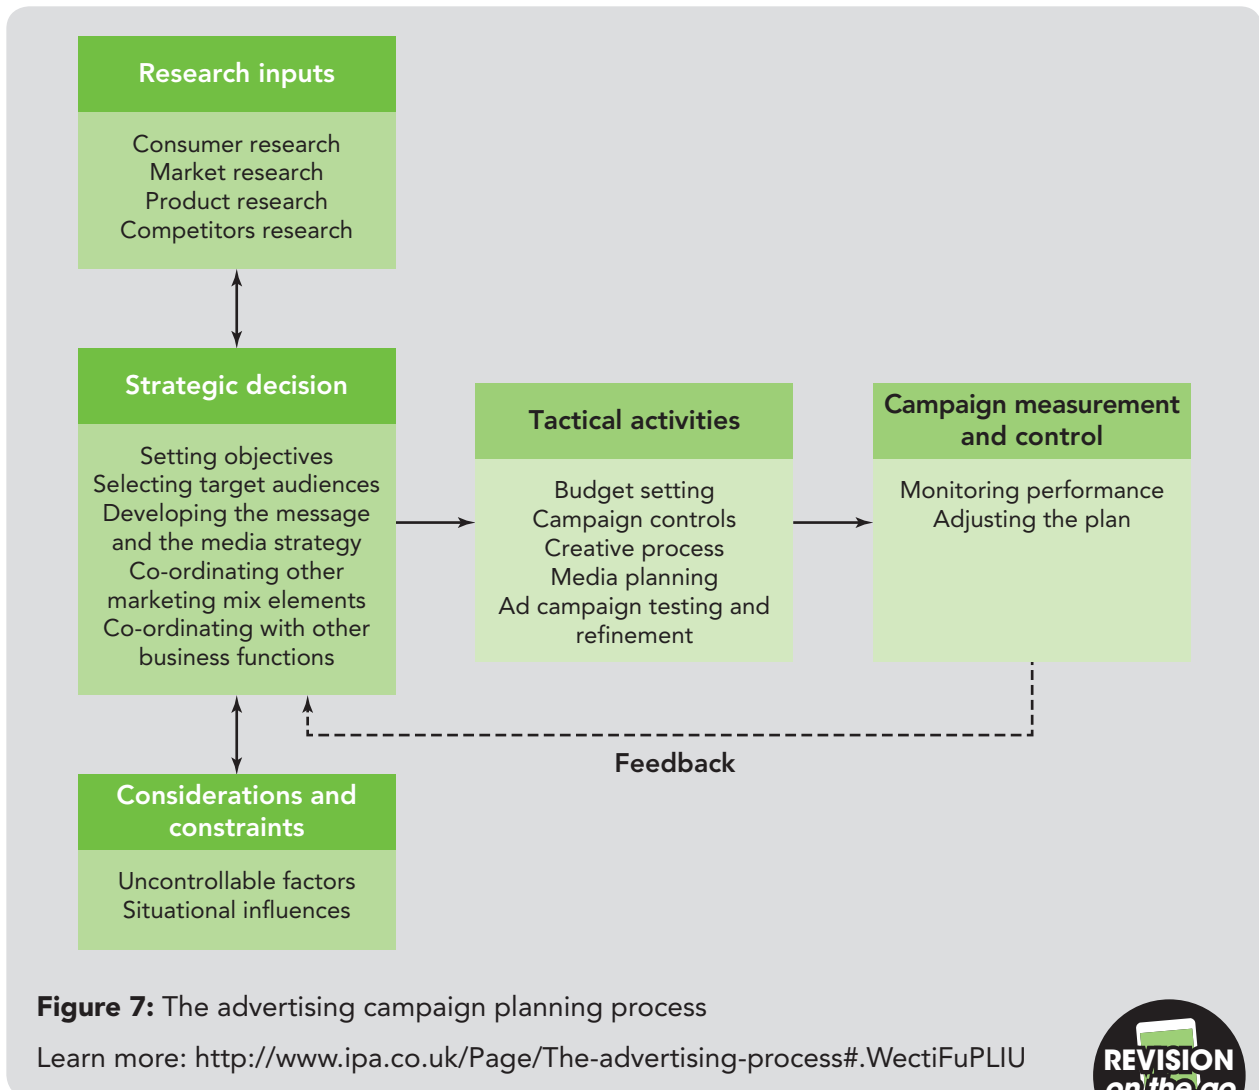 Research inputs
Consumer research
Market research
Product research
Competitors research
Strategic decision
Setting objectives
Selecting target audiences
Developing the message
and the media strategy
Co-ordinating other
marketing mix elements
Co-ordinating with other
business functions
Tactical activities
Budget setting
Campaign controls
Creative process
Media planning
Ad campaign testing and
refinement
Campaign measurement
and control
Monitoring performance
Adjusting the plan
Feedback
Considerations and
constraints
Uncontrollable factors
Situational influences
Figure 7: The advertising campaign planning process
Learn more: http://www.ipa.co.uk/Page/The-advertising-process#.WectiFuPLIU
REVISION
on the go